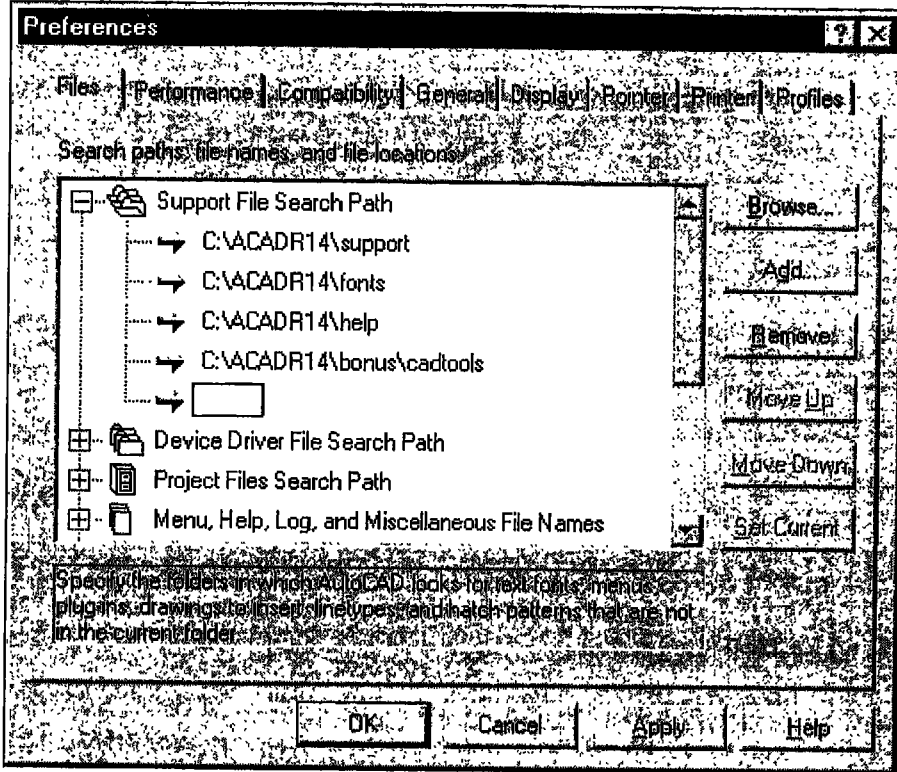 Preferences
? X
Files Performance Compatibility General Display Pointer Printer Profiles
Search paths, file names, and file locations:
Support File Search Path
C:\ACADR14\support
C:\ACADR14\fonts
C:\ACADR14\help
C:\ACADR14\bonus\cadtools
Device Driver File Search Path
Project Files Search Path
Menu, Help, Log, and Miscellaneous File Names
Browse...
Add...
Remove
Move Up
Move Down
Set Current
Specify the folders in which AutoCAD looks for text fonts, menus,
plug-ins, drawings to insert, linetypes, and hatch patterns that are not
in the current folder.
OK Cancel Apply Help